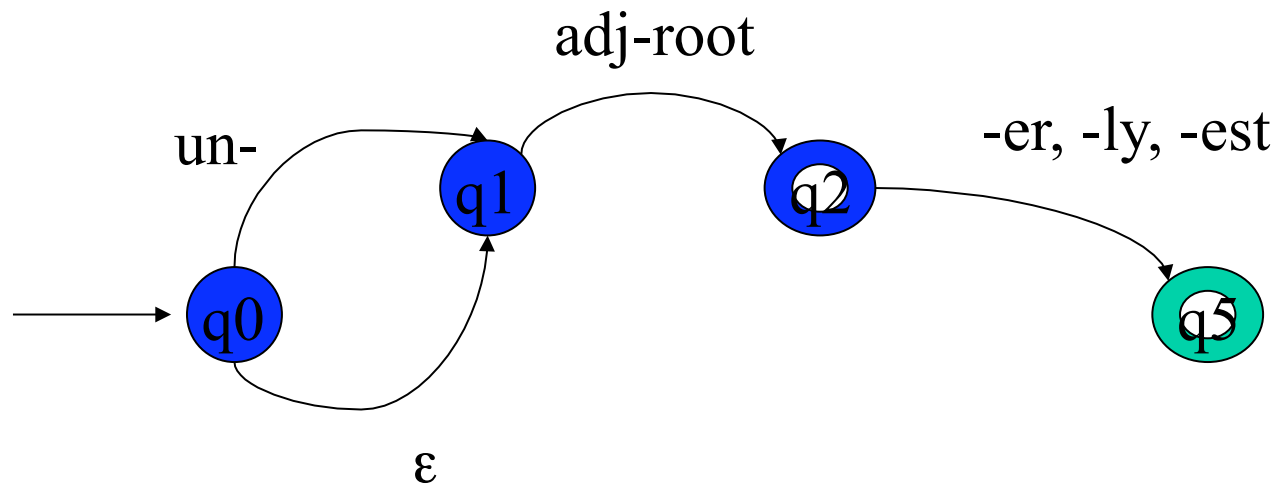 adj-root
un-
-er, -ly, -est
q1
q2
q0
q5
ε